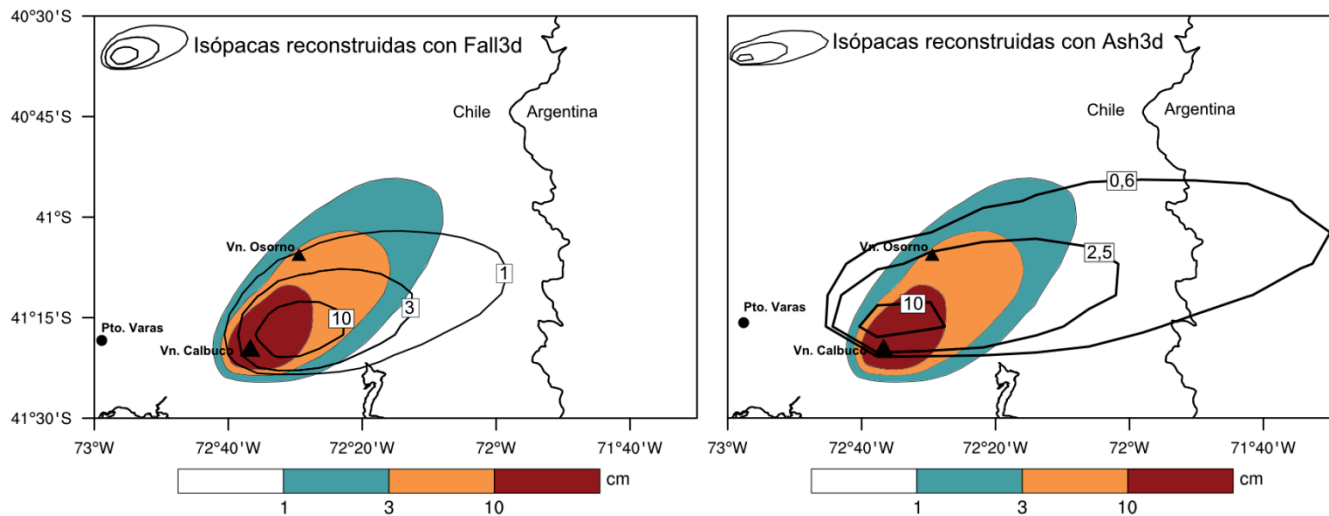 40°30'S
Isópacas reconstruidas con Fall3d
40°45'S
Chile
Argentina
41°S
Vn. Osorno
1
3
41°15'S
10
Pto. Varas
Vn. Calbuco
41°30'S
73°W
72°40'W
72°20'W
72°W
71°40'W
cm
1
3
10
Isópacas reconstruidas con Ash3d
Chile
Argentina
0,6
Vn. Osorno
2,5
10
Pto. Varas
Vn. Calbuco
73°W
72°40'W
72°20'W
72°W
71°40'W
cm
1
3
10